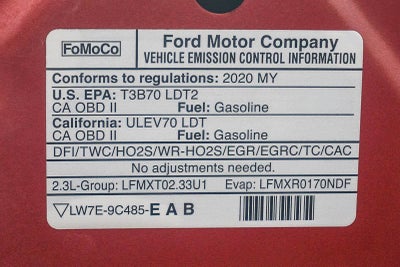 FoMoCo
Ford Motor Company
VEHICLE EMISSION CONTROL INFORMATION
Conforms to regulations: 2020 MY
U.S. EPA: T3B70 LDT2
CA OBD II Fuel: Gasoline
California: ULEV70 LDT
CA OBD II Fuel: Gasoline
DFI/TWC/HO2S/WR-HO2S/EGR/EGRC/TC/CAC
No adjustments needed.
2.3L-Group: LFMXT02.33U1 Evap: LFMXR0170NDF
▽LW7E-9C485-E A B